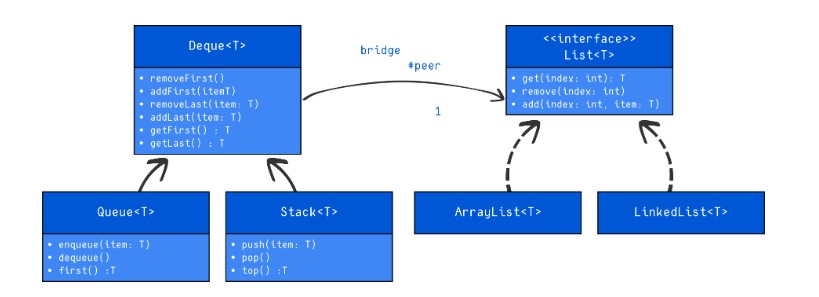 Deque<T>
• removeFirst()
• addFirst(itemT)
• removeLast(item: T)
• addLast(item: T)
• getFirst() : T
• getLast() : T
bridge
#peer
1
<<interface>>
List<T>
• get(index: int): T
• remove(index: int)
• add(index: int, item: T)
Queue<T>
• enqueue(item: T)
• dequeue()
• first() :T
Stack<T>
• push(item: T)
• pop()
• top() :T
ArrayList<T>
LinkedList<T>